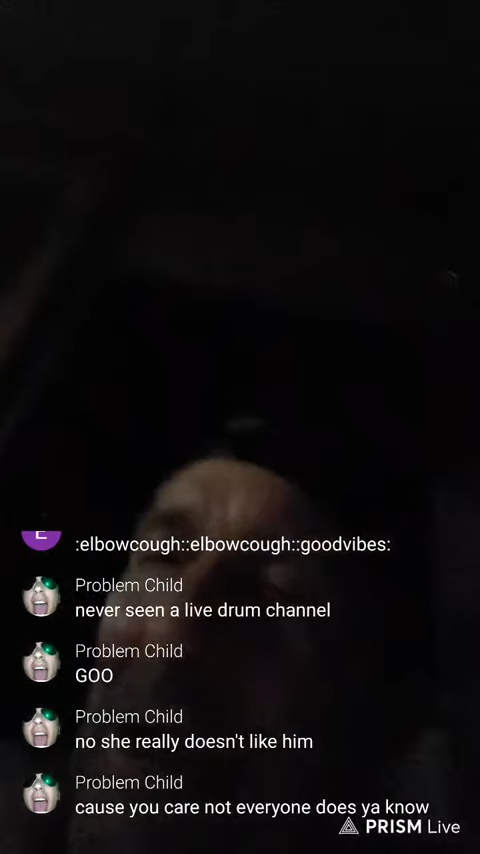 E
:elbowcough::elbowcough::goodvibes:
Problem Child
never seen a live drum channel
Problem Child
GOO
Problem Child
no she really doesn't like him
Problem Child
cause you care not everyone does ya know
PRISM Live